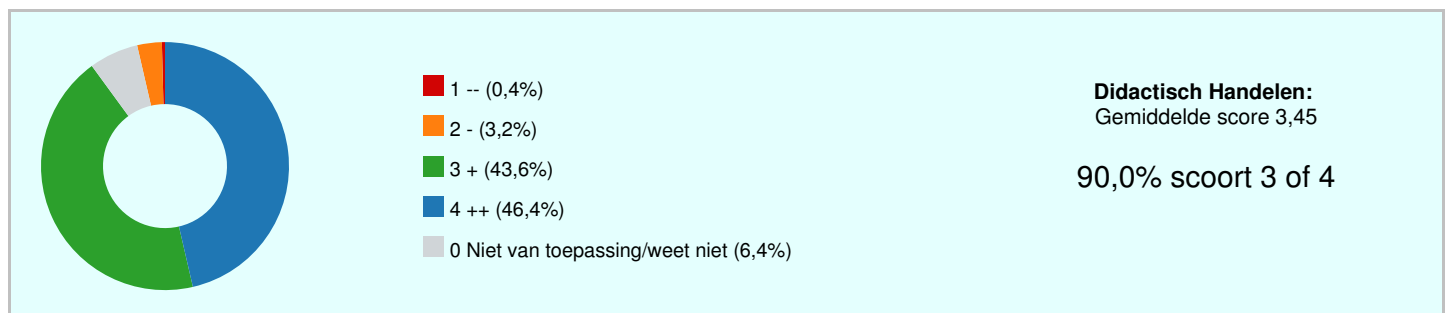 1 -- (0,4%)
2 - (3,2%)
3 + (43,6%)
4 ++ (46,4%)
0 Niet van toepassing/weet niet (6,4%)
Didactisch Handelen:
Gemiddelde score 3,45
90,0% scoort 3 of 4